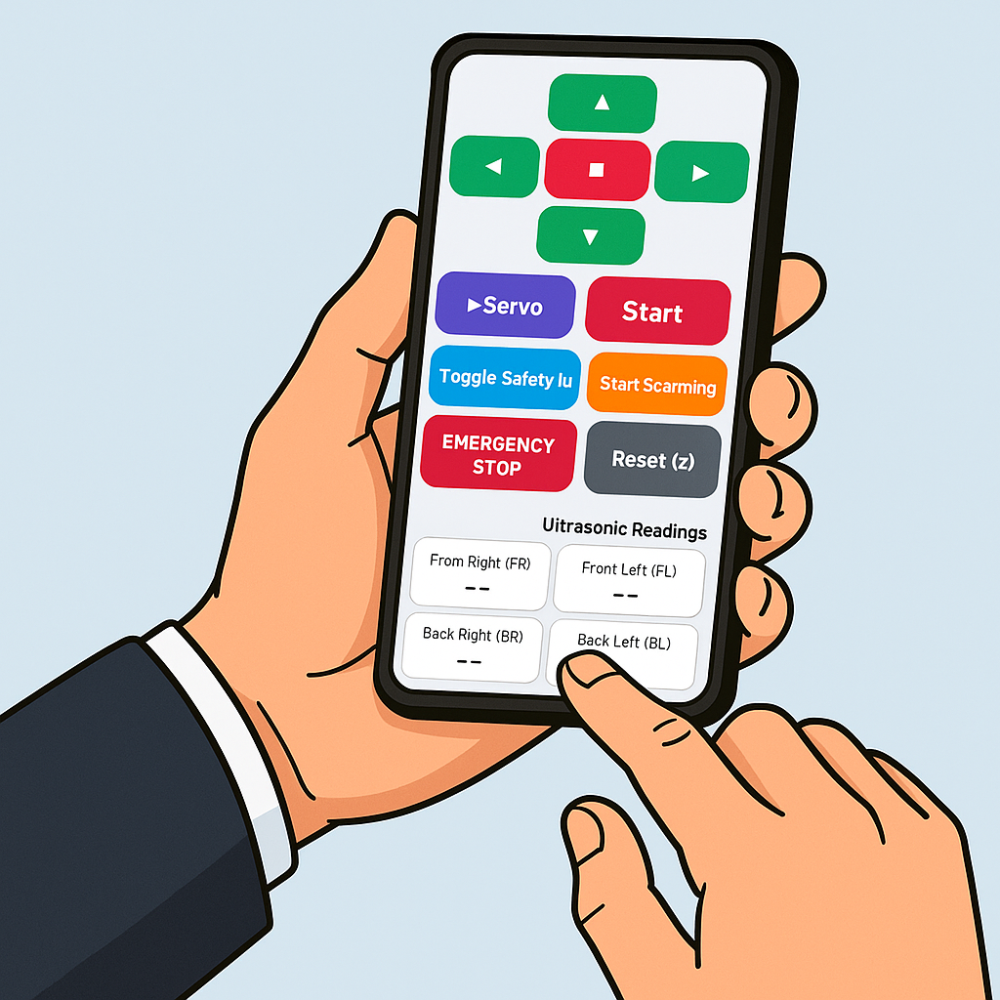 ▲
◀ ■ ▶
▼
▶Servo Start
Toggle Safety lu Start Scarming
EMERGENCY
STOP
Reset (z)
Uitrasonic Readings
From Right (FR) Front Left (FL)
-- --
Back Right (BR) Back Left (BL)
--